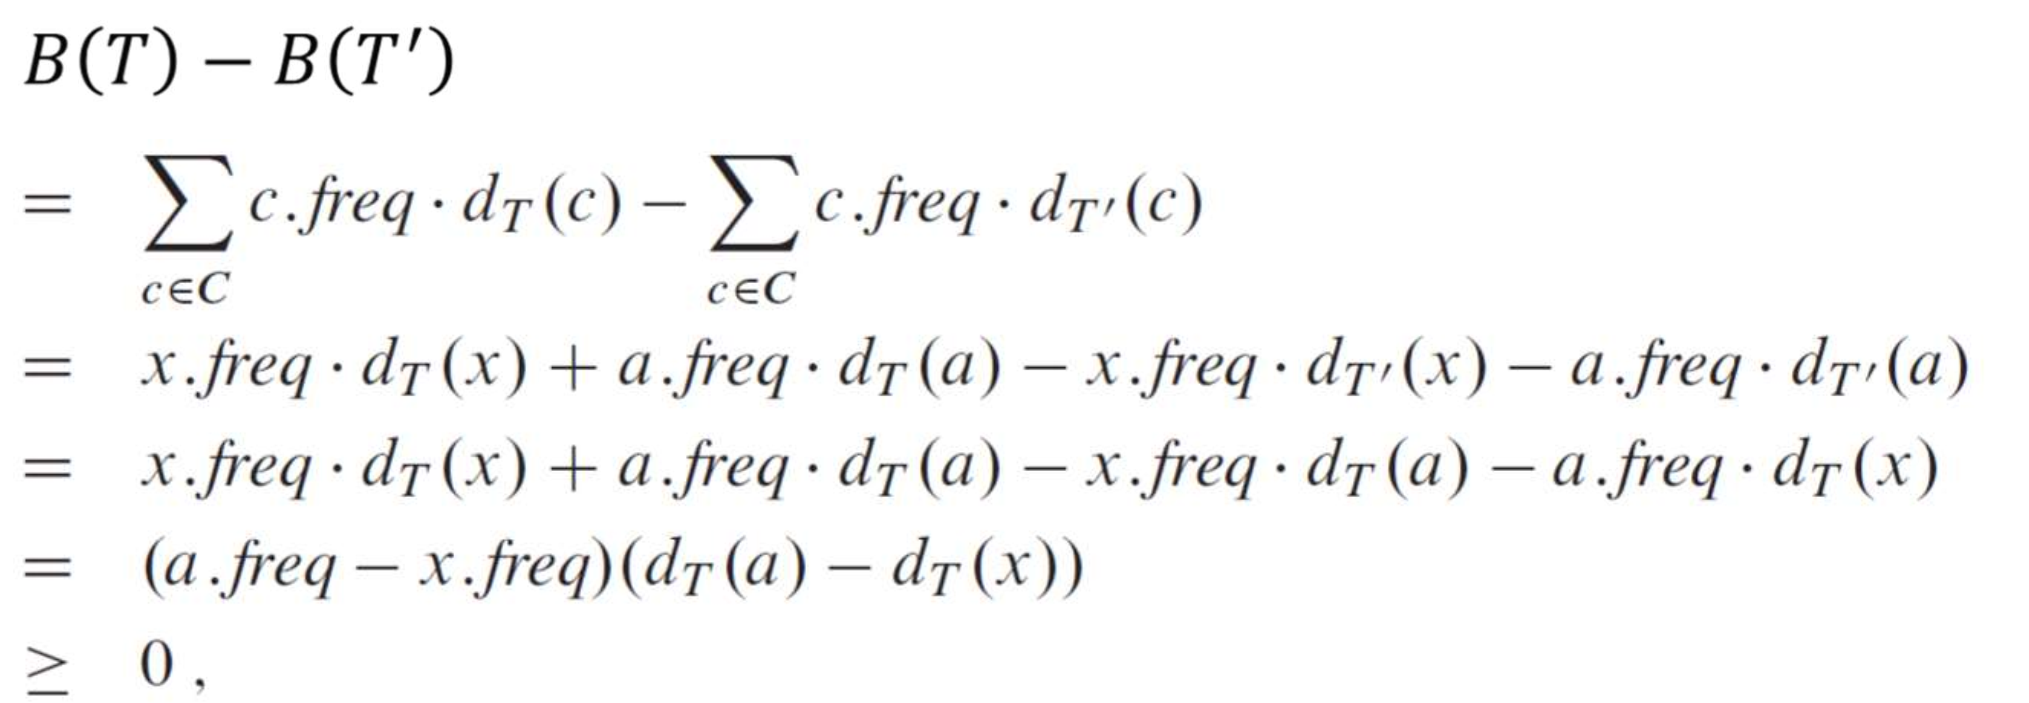 B(T) − B(T′)
= ∑_{c∈C} c.freq · d_T(c) − ∑_{c∈C} c.freq · d_{T′}(c)
= x.freq · d_T(x) + a.freq · d_T(a) − x.freq · d_{T′}(x) − a.freq · d_{T′}(a)
= x.freq · d_T(x) + a.freq · d_T(a) − x.freq · d_T(a) − a.freq · d_T(x)
= (a.freq − x.freq)(d_T(a) − d_T(x))
≥ 0 ,